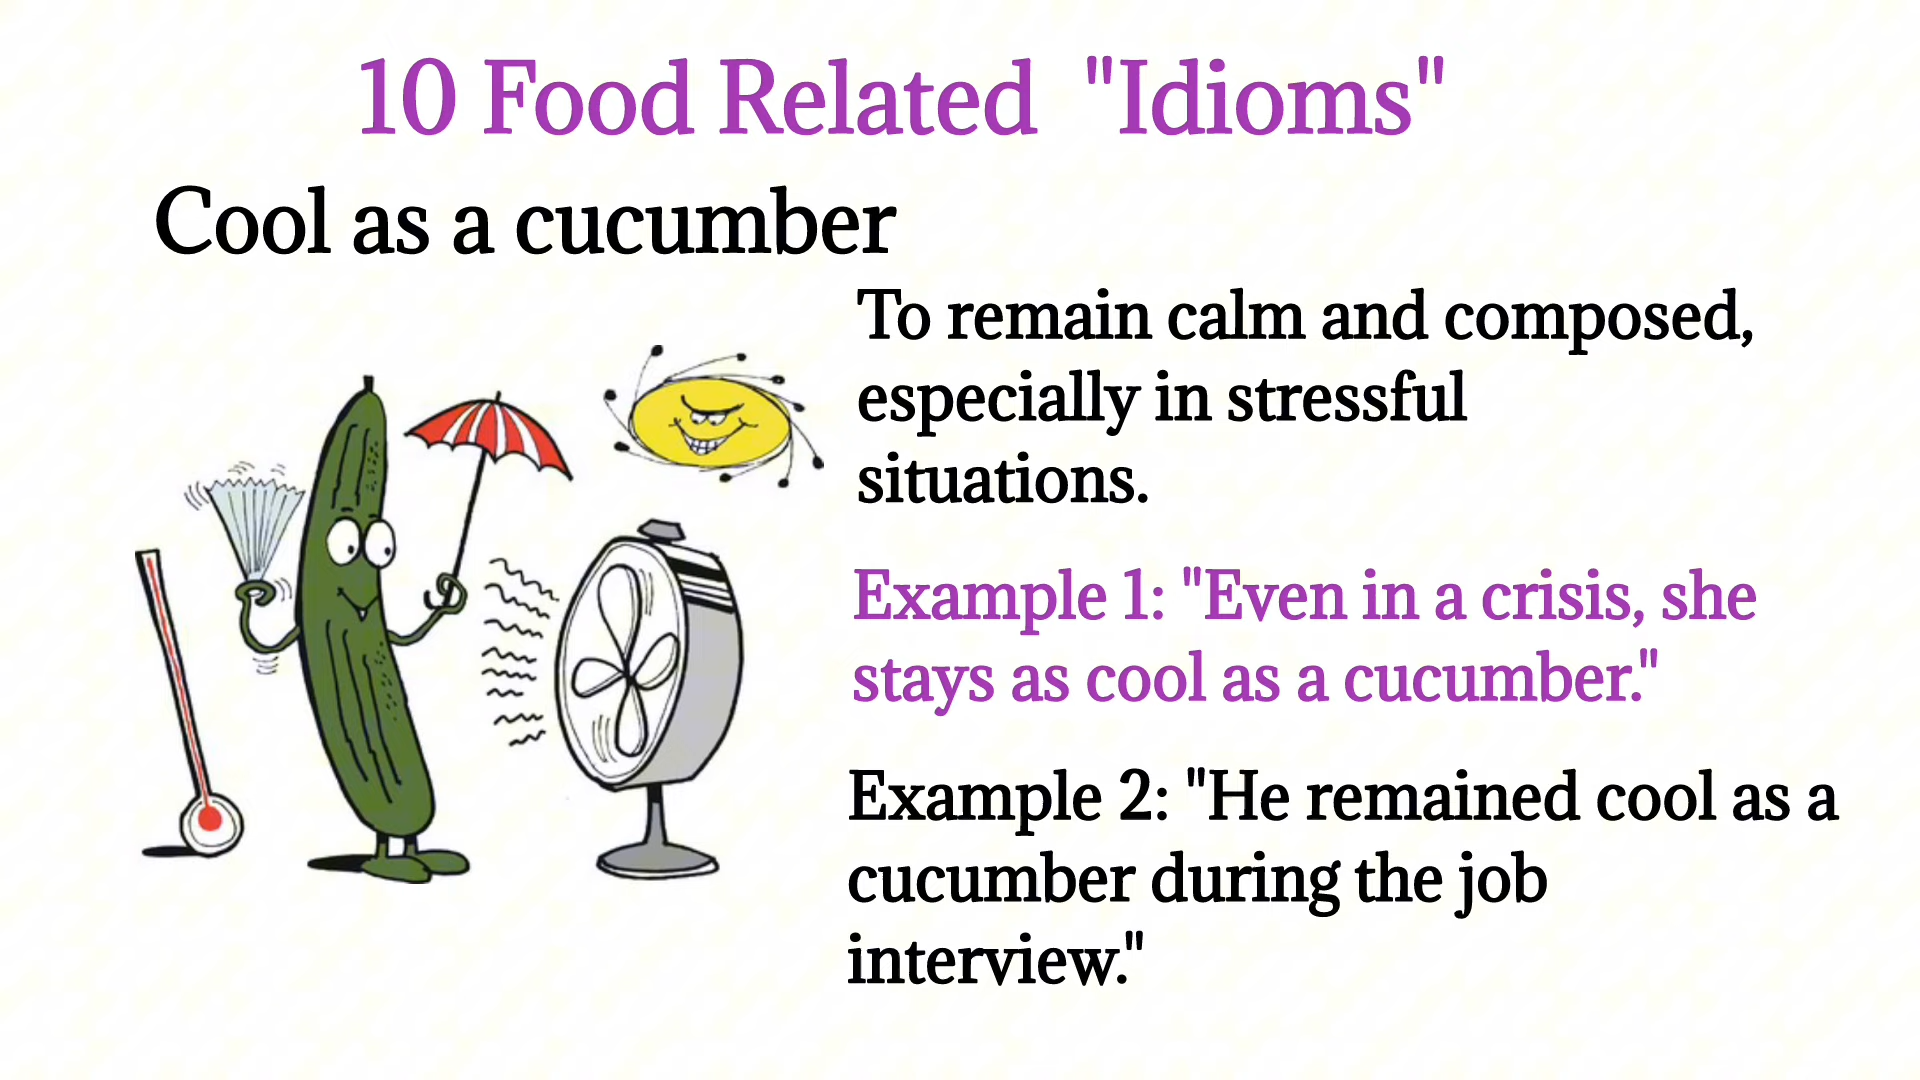 10 Food Related  "Idioms"
Cool as a cucumber
To remain calm and composed,
especially in stressful
situations.
Example 1: "Even in a crisis, she
stays as cool as a cucumber."
Example 2: "He remained cool as a
cucumber during the job
interview."